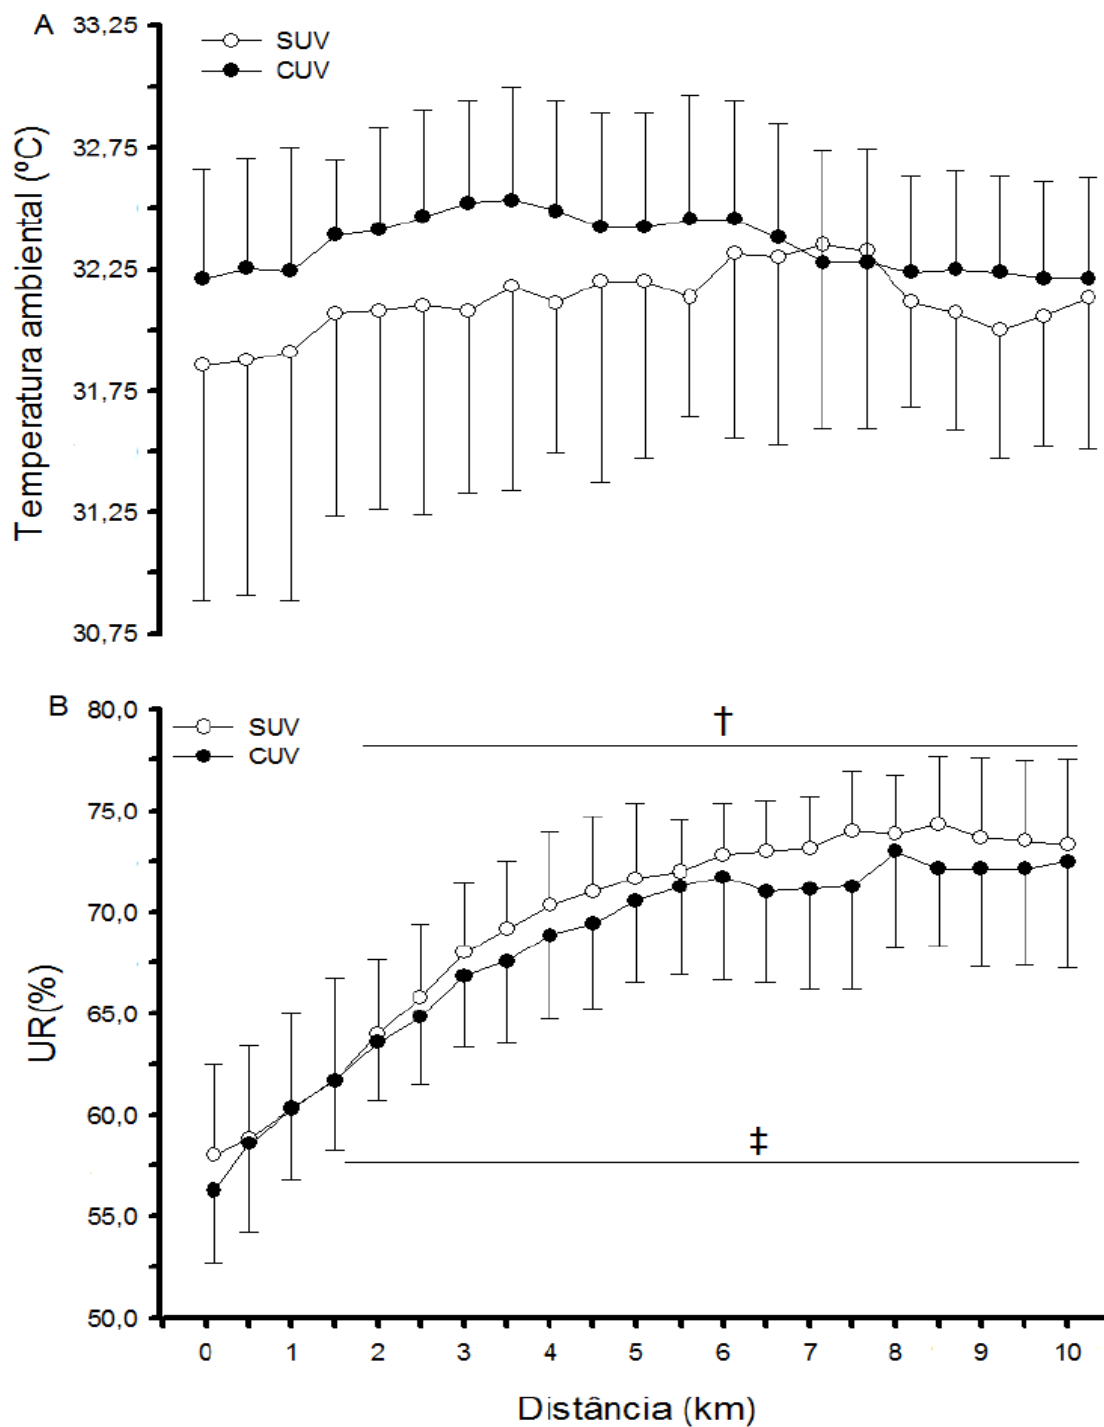 A
SUV
CUV
Temperatura ambiental (ºC)
33,25
32,75
32,25
31,75
31,25
30,75
B
SUV
CUV
UR(%)
80,0
75,0
70,0
65,0
60,0
55,0
50,0
†
‡
0 1 2 3 4 5 6 7 8 9 10
Distância (km)